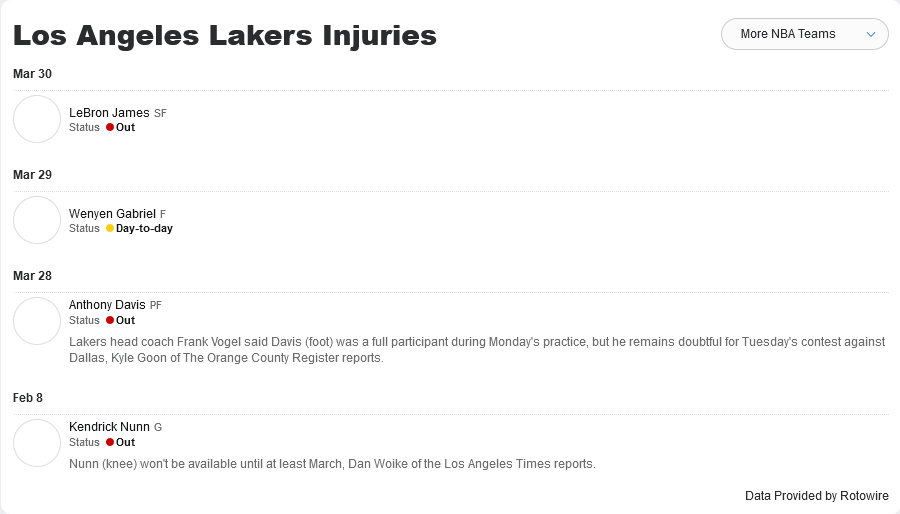 Los Angeles Lakers Injuries
More NBA Teams
Mar 30
LeBron James SF
Status Out
Mar 29
Wenyen Gabriel F
Status Day-to-day
Mar 28
Anthony Davis PF
Status Out
Lakers head coach Frank Vogel said Davis (foot) was a full participant during Monday's practice, but he remains doubtful for Tuesday's contest against
Dallas, Kyle Goon of The Orange County Register reports.
Feb 8
Kendrick Nunn G
Status Out
Nunn (knee) won't be available until at least March, Dan Woike of the Los Angeles Times reports.
Data Provided by Rotowire